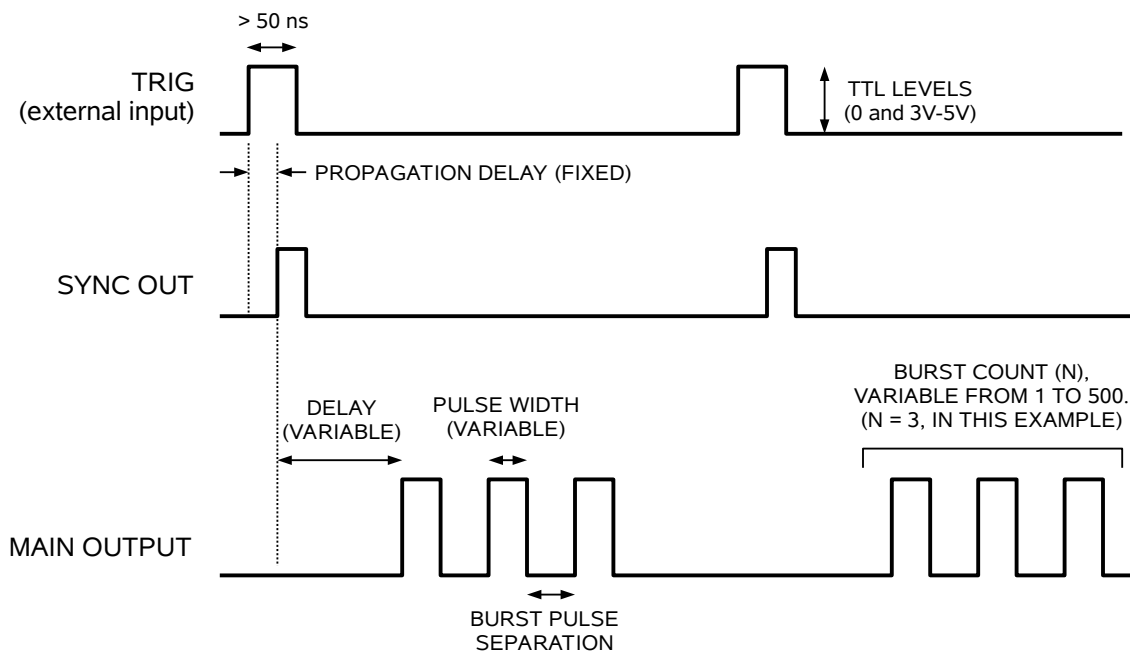 > 50 ns
TRIG
(external input)
TTL LEVELS
(0 and 3V-5V)
PROPAGATION DELAY (FIXED)
SYNC OUT
BURST COUNT (N),
VARIABLE FROM 1 TO 500.
(N = 3, IN THIS EXAMPLE)
DELAY
(VARIABLE)
PULSE WIDTH
(VARIABLE)
MAIN OUTPUT
BURST PULSE
SEPARATION